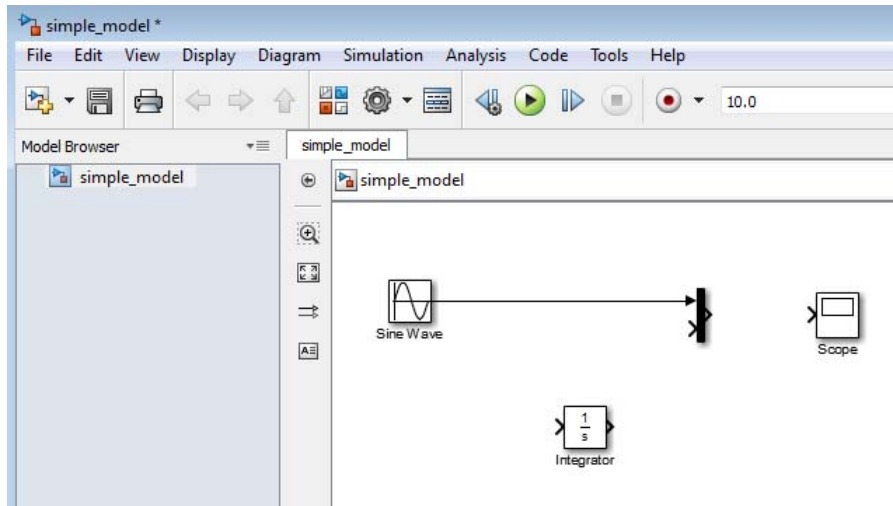 simple_model *
File Edit View Display Diagram Simulation Analysis Code Tools Help
10.0
Model Browser
simple_model
simple_model
simple_model
Sine Wave
Scope
1
s
Integrator